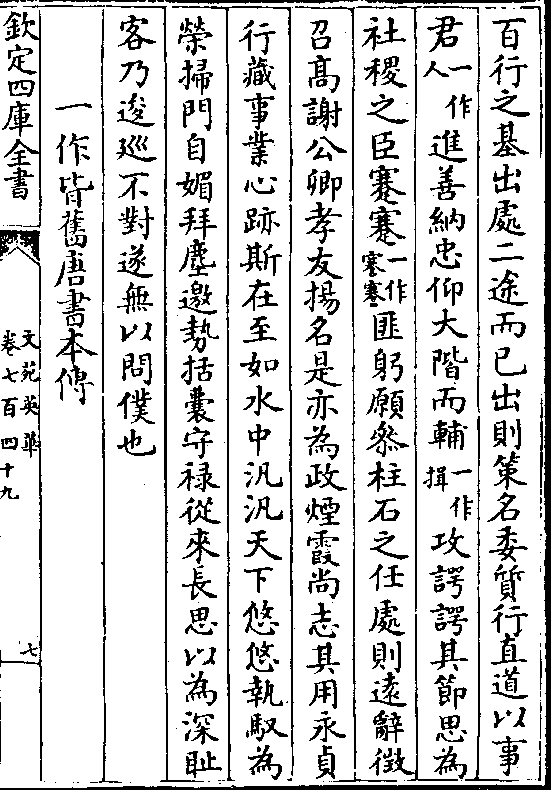 百行之基出處二途而已出則策名委質行直道以事
君一作人進善納忠仰大階而輔一作揖攻諤諤其節思為
社稷之臣蹇蹇一作謇謇匪躬願叅柱石之任處則遠辭徴
召髙謝公卿孝友揚名是亦為政煙霞尚志其用永貞
行藏事業心跡斯在至如水中汎汎天下悠悠執馭為
榮掃門自媚拜塵邀勢括囊守禄從來長思以為深耻
客乃逡廵不對遂無以問僕也
一作皆舊唐書本傳
欽定四庫全書
文苑英華
卷七百四十九
七